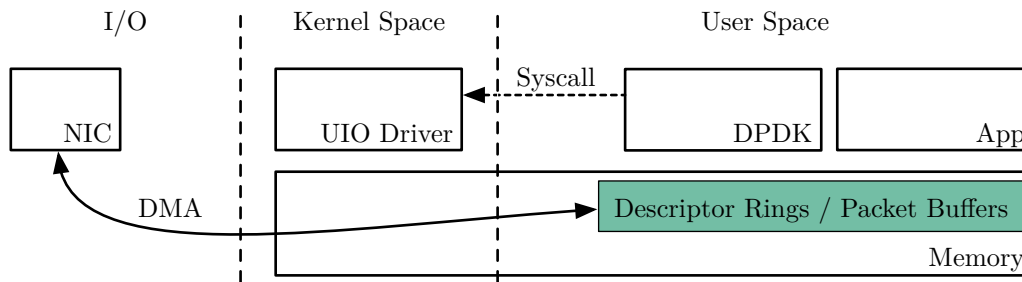 I/O
Kernel Space
User Space
Syscall
NIC
UIO Driver
DPDK
App
DMA
Descriptor Rings / Packet Buffers
Memory